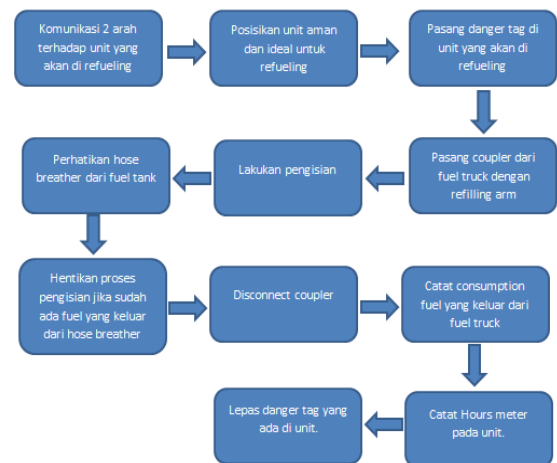 Komunikasi 2 arah
terhadap unit yang
akan di refueling
Posisikan unit aman
dan ideal untuk
refueling
Pasang danger tag di
unit yang akan di
refueling
Pasang coupler dari
fuel truck dengan
refilling arm
Lakukan pengisian
Perhatikan hose
breather dari fuel tank
Hentikan proses
pengisian jika sudah
ada fuel yang keluar
dari hose breather
Disconnect coupler
Catat consumption
fuel yang keluar dari
fuel truck
Catat Hours meter
pada unit.
Lepas danger tag yang
ada di unit.